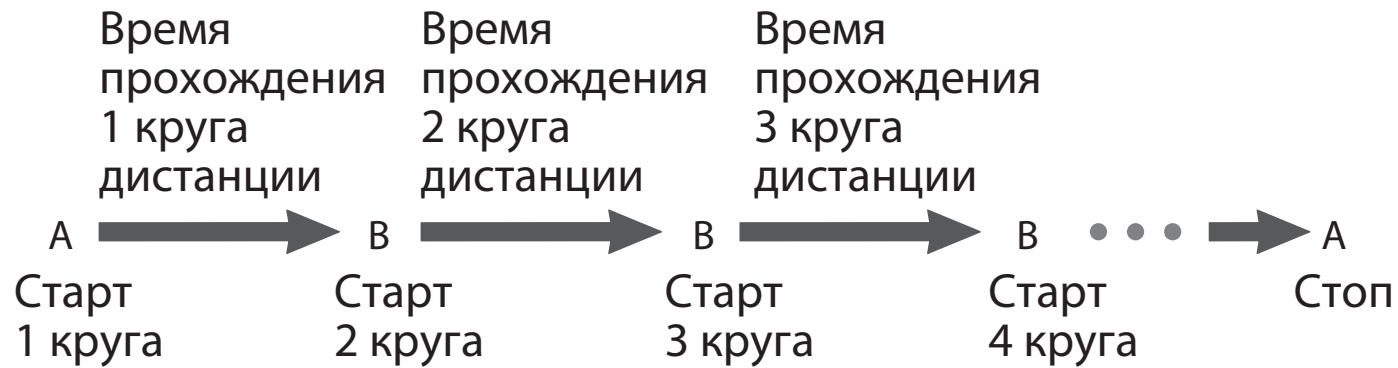 Время
прохождения
1 круга
дистанции
Время
прохождения
2 круга
дистанции
Время
прохождения
3 круга
дистанции
A B B B A
Старт
1 круга
Старт
2 круга
Старт
3 круга
Старт
4 круга
Стоп